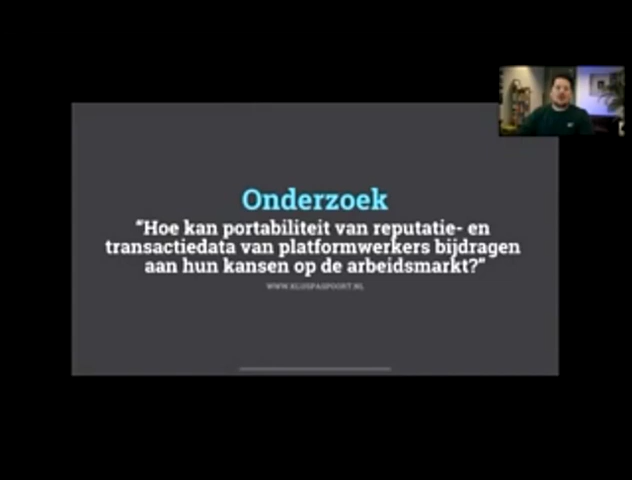 Onderzoek
“Hoe kan portabiliteit van reputatie- en
transactiedata van platformwerkers bijdragen
aan hun kansen op de arbeidsmarkt?”
WWW.KLUSPASPOORT.NL